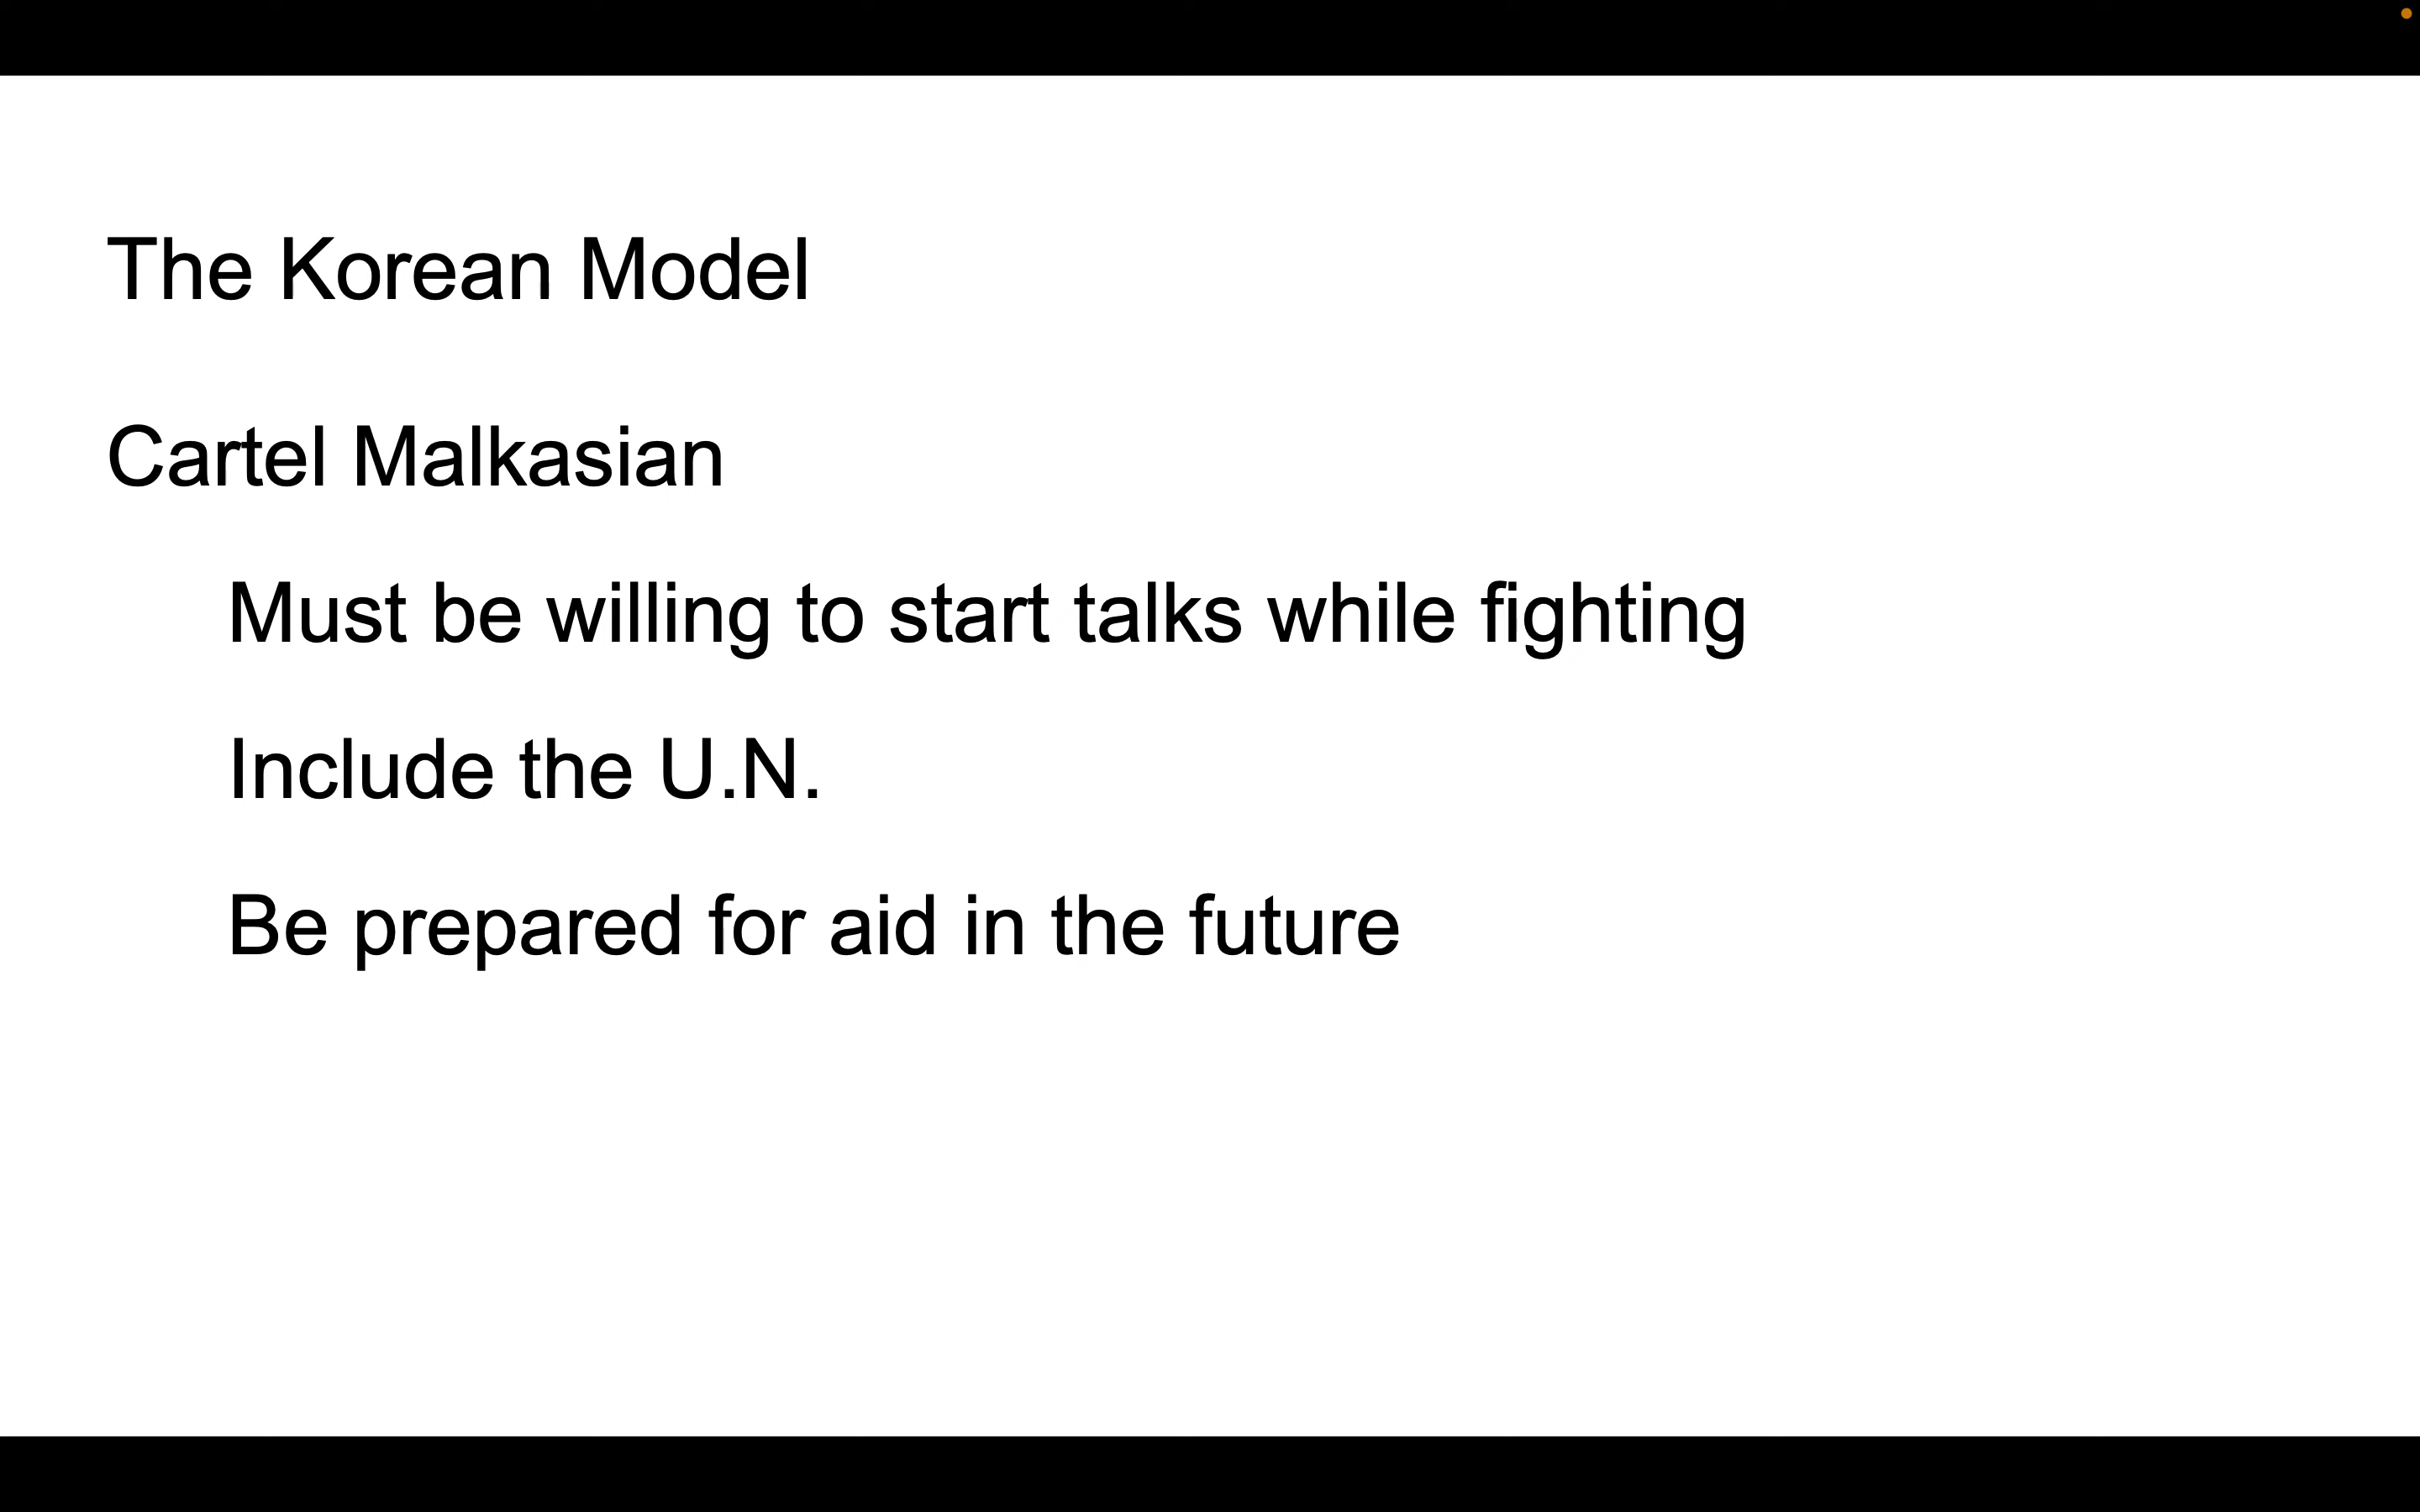 The Korean Model
Cartel Malkasian
Must be willing to start talks while fighting
Include the U.N.
Be prepared for aid in the future